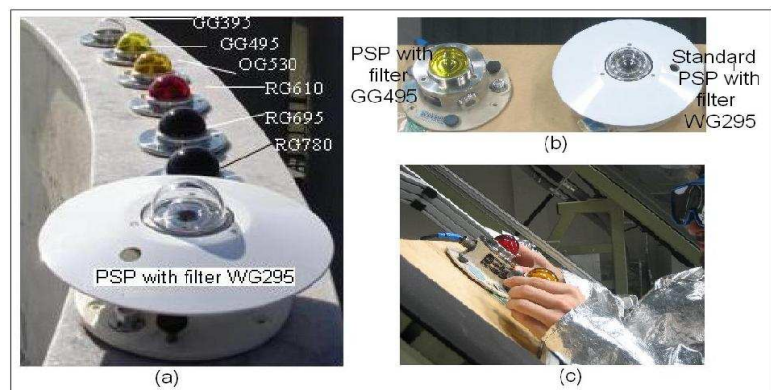 GG395
GG495
OG530
RG610
RG695
RG780
PSP with filter WG295
(a)
PSP with
filter
GG495
Standard
PSP with
filter
WG295
(b)
(c)